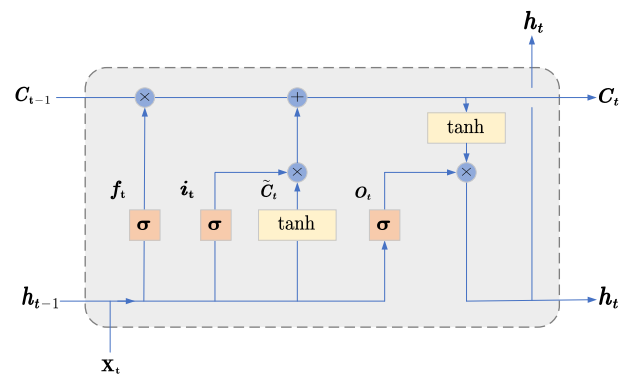 h_t
C_{t-1} × + C_t
tanh
×
×
f_t i_t C̃_t O_t
σ σ tanh σ
h_{t-1} h_t
x_t